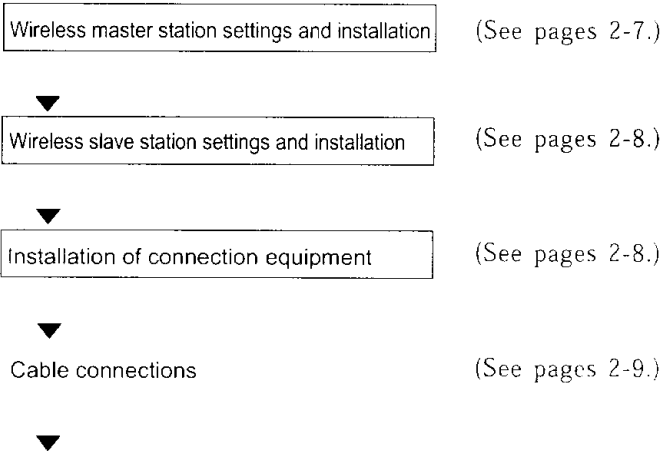 Wireless master station settings and installation (See pages 2-7.)
Wireless slave station settings and installation (See pages 2-8.)
Installation of connection equipment (See pages 2-8.)
Cable connections (See pages 2-9.)